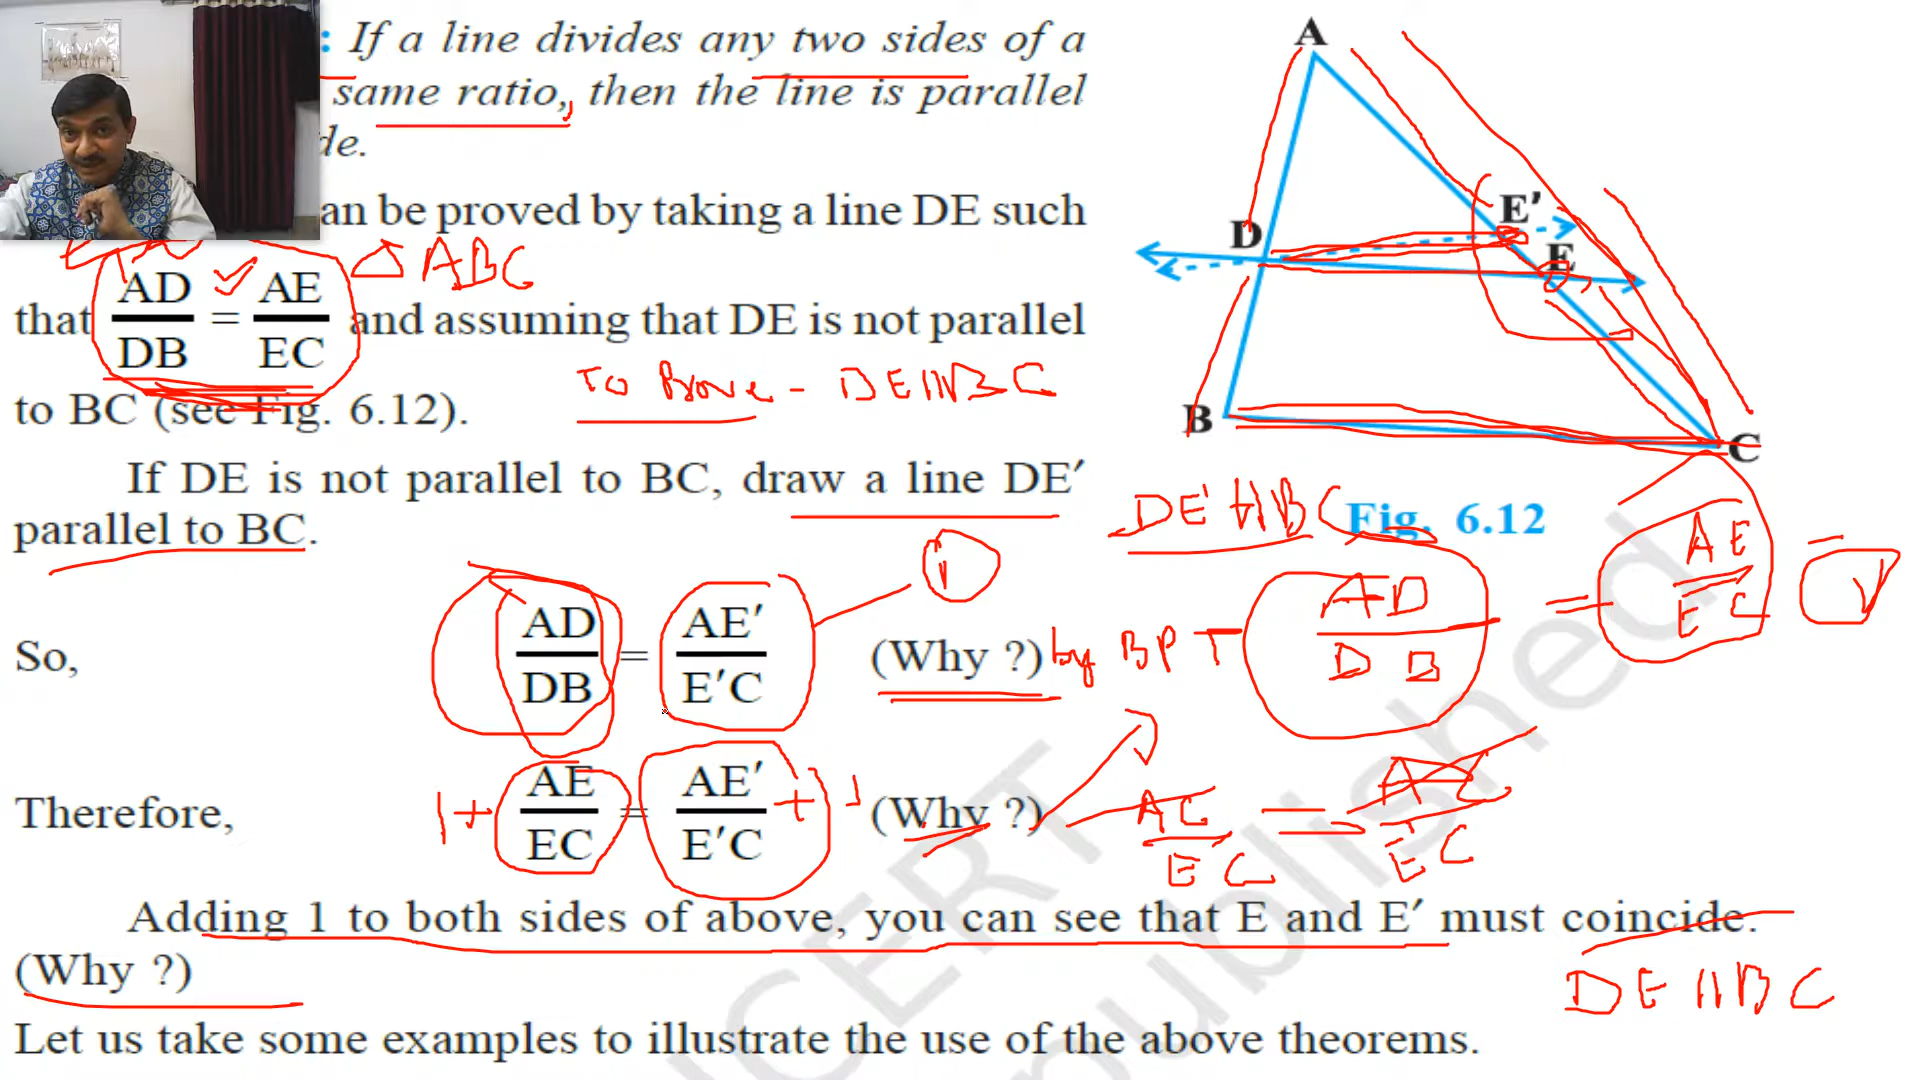 : If a line divides any two sides of a
same ratio, then the line is parallel
de.
an be proved by taking a line DE such
△ ABC
that AD/DB = AE/EC and assuming that DE is not parallel
To Prove - DE || BC
to BC (see Fig. 6.12).
If DE is not parallel to BC, draw a line DE′
parallel to BC.
So, AD/DB = AE′/E′C (Why ?) by BPT
Therefore, 1+ AE/EC = AE′/E′C + 1 (Why ?)
Adding 1 to both sides of above, you can see that E and E′ must coincide.
(Why ?)
Let us take some examples to illustrate the use of the above theorems.
A
E′
D
E
B
C
Fig. 6.12
DE' || BC
AD/DB = AE/EC
AC/EC = AC/E'C
DE || BC
NCERT
published